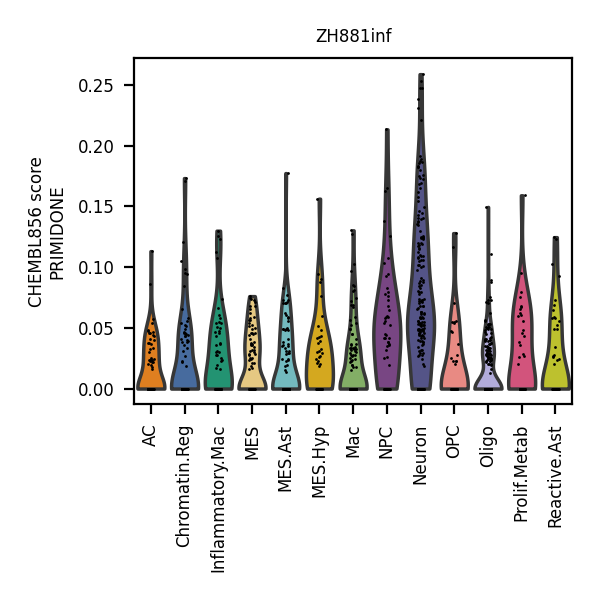 ZH881inf
CHEMBL856 score
PRIMIDONE
0.25
0.20
0.15
0.10
0.05
0.00
AC
Chromatin.Reg
Inflammatory.Mac
MES
MES.Ast
MES.Hyp
Mac
NPC
Neuron
OPC
Oligo
Prolif.Metab
Reactive.Ast